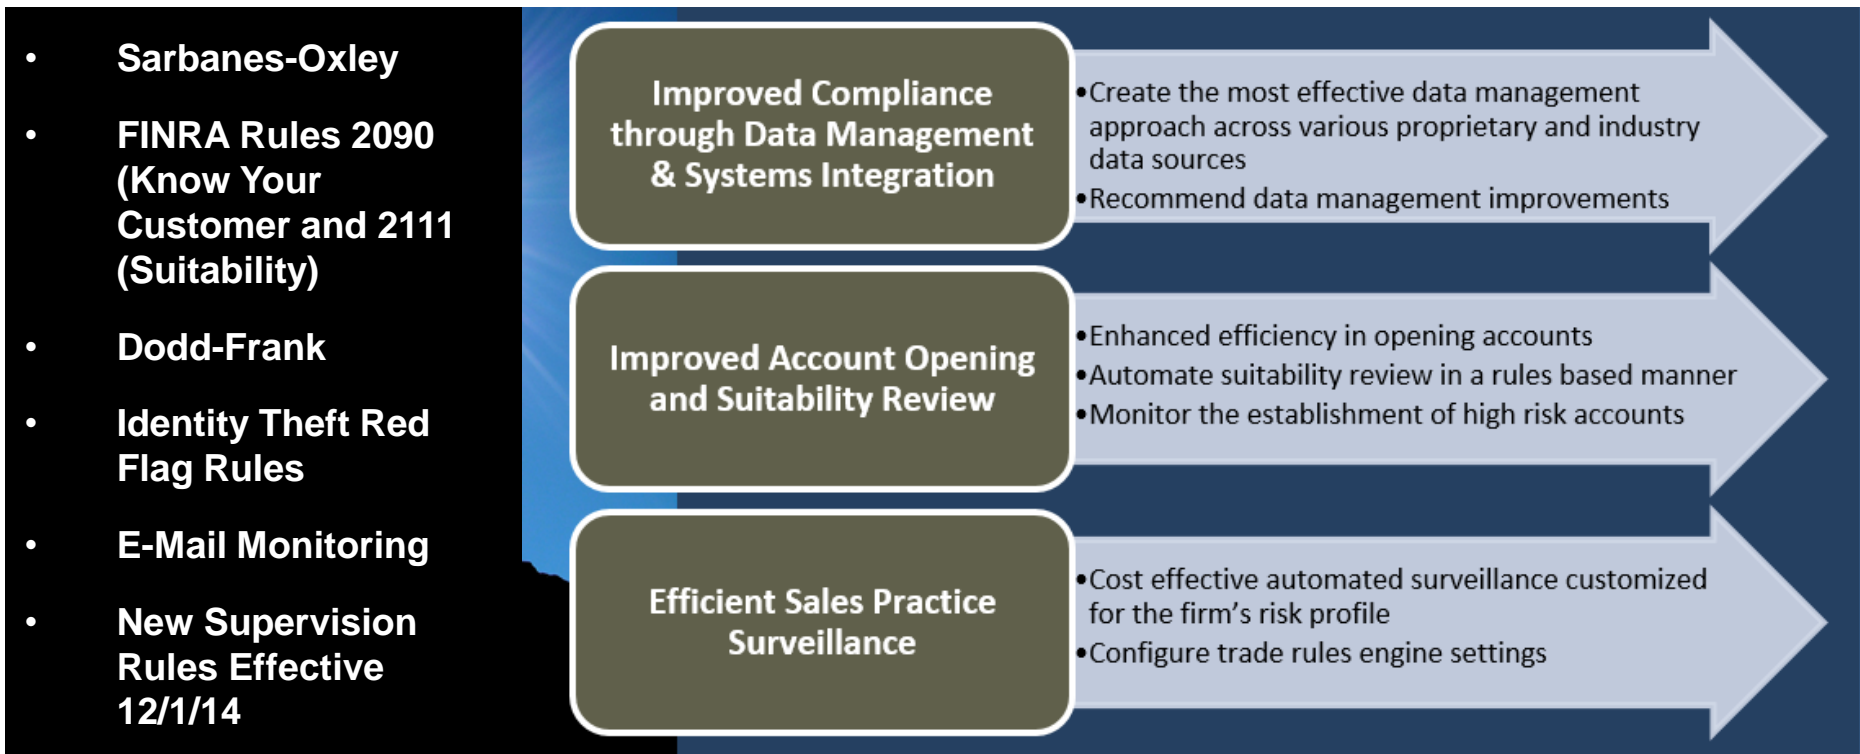 • Sarbanes-Oxley
• FINRA Rules 2090
(Know Your
Customer and 2111
(Suitability)
• Dodd-Frank
• Identity Theft Red
Flag Rules
• E-Mail Monitoring
• New Supervision
Rules Effective
12/1/14
Improved Compliance
through Data Management
& Systems Integration
•Create the most effective data management
approach across various proprietary and industry
data sources
•Recommend data management improvements
Improved Account Opening
and Suitability Review
•Enhanced efficiency in opening accounts
•Automate suitability review in a rules based manner
•Monitor the establishment of high risk accounts
Efficient Sales Practice
Surveillance
•Cost effective automated surveillance customized
for the firm’s risk profile
•Configure trade rules engine settings